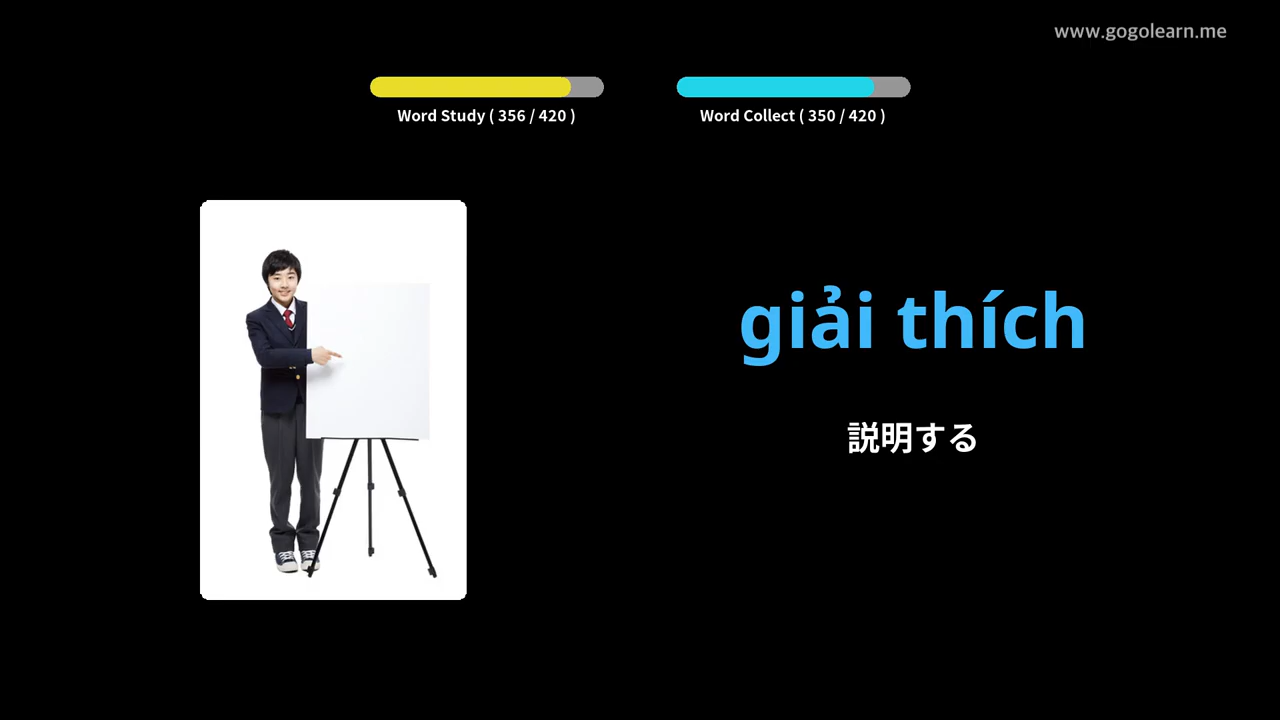 www.gogolearn.me
Word Study ( 356 / 420 )
Word Collect ( 350 / 420 )
giải thích
説明する